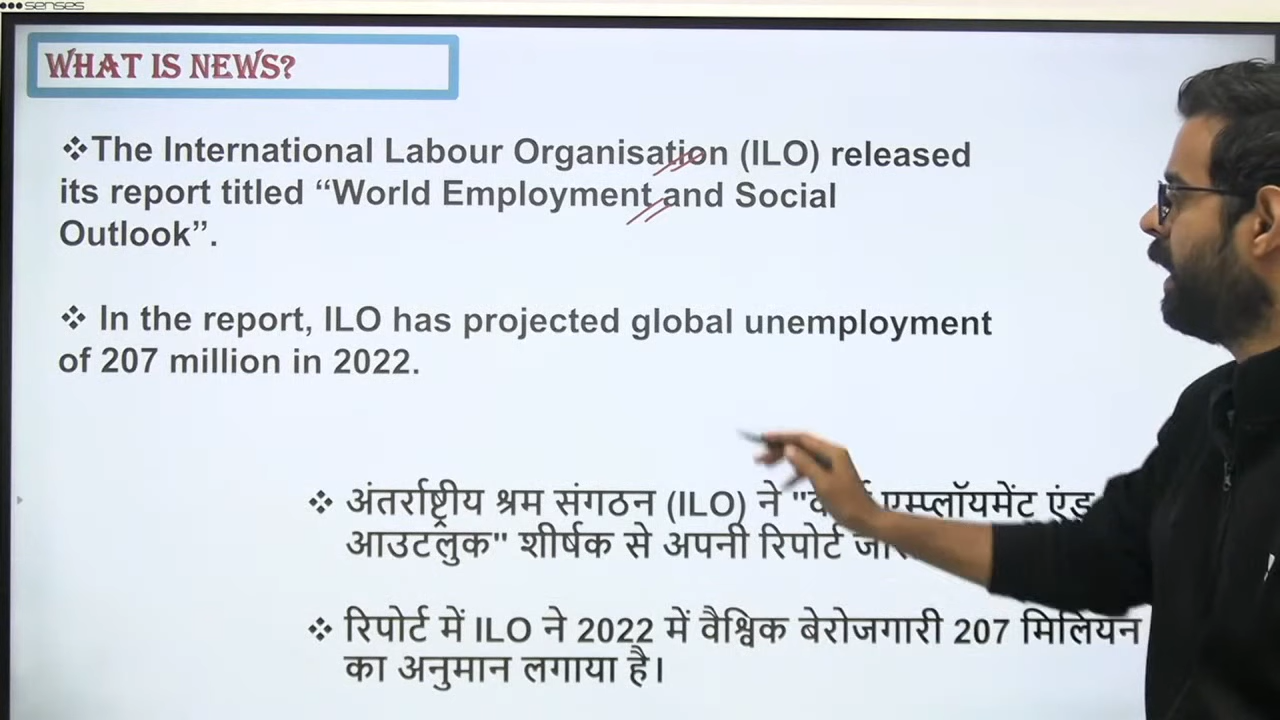 senses
WHAT IS NEWS?
❖The International Labour Organisation (ILO) released
its report titled “World Employment and Social
Outlook”.
❖ In the report, ILO has projected global unemployment
of 207 million in 2022.
❖ अंतर्राष्ट्रीय श्रम संगठन (ILO) ने " एम्प्लॉयमेंट एंड
आउटलुक" शीर्षक से अपनी रिपोर्ट
❖ रिपोर्ट में ILO ने 2022 में वैश्विक बेरोजगारी 207 मिलियन
का अनुमान लगाया है।